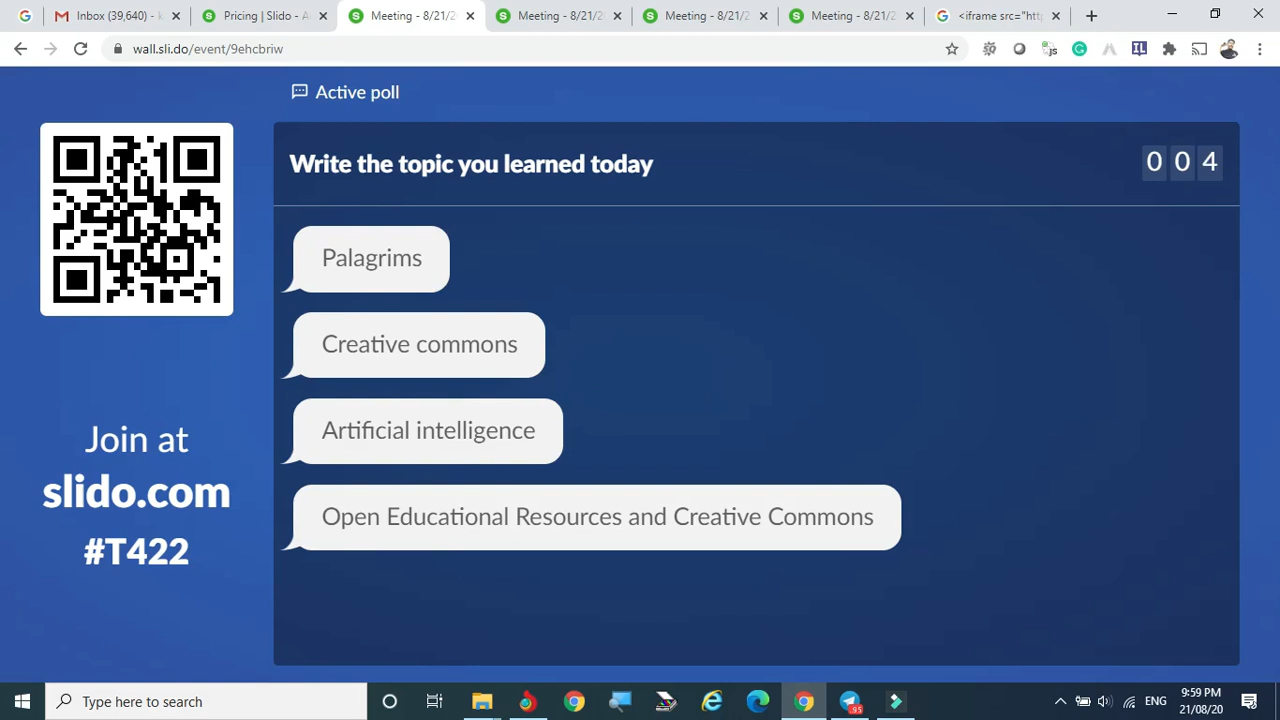 Inbox (39,640) - k
Pricing | Slido - A
Meeting - 8/21/2
Meeting - 8/21/2
Meeting - 8/21/2
Meeting - 8/21/2
<iframe src="htt
wall.sli.do/event/9ehcbriw
Active poll
Write the topic you learned today
0 0 4
Palagrims
Creative commons
Artificial intelligence
Open Educational Resources and Creative Commons
Join at
slido.com
#T422
Type here to search
95
ENG
9:59 PM
21/08/20